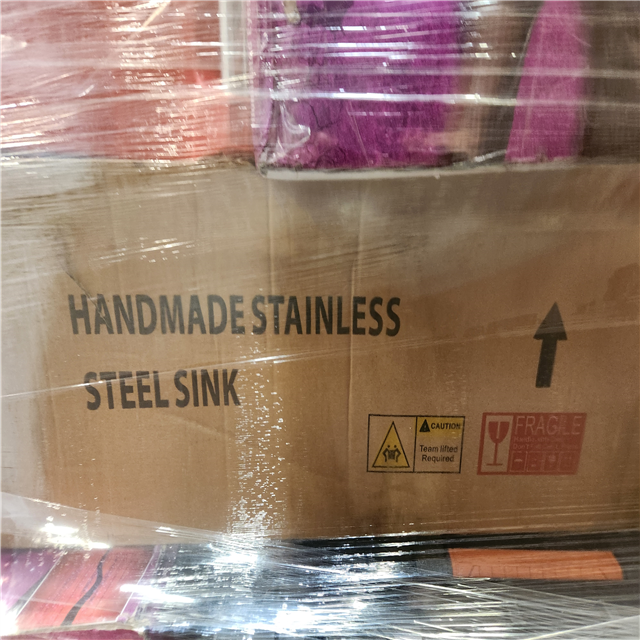 HANDMADE STAINLESS
STEEL SINK
CAUTION
Team lifted
Required
FRAGILE